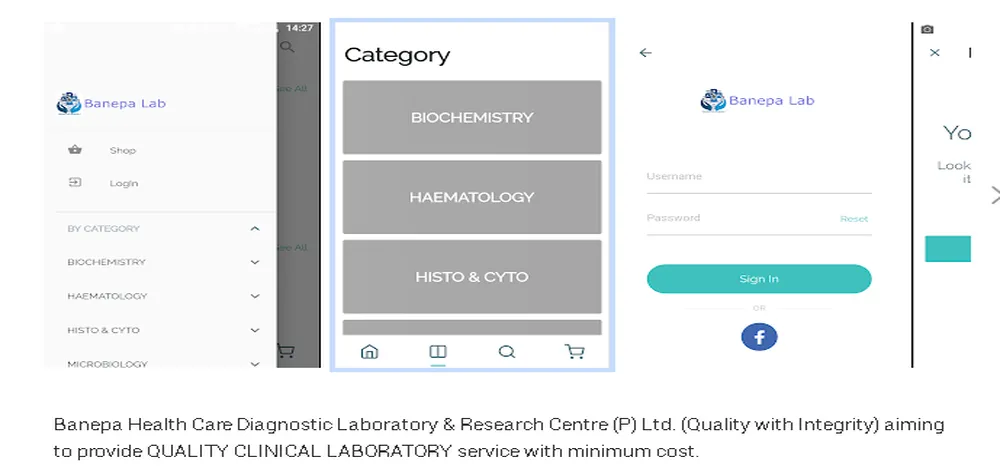 14:27
See All
Banepa Lab
Shop
LogIn
BY CATEGORY
See All
BIOCHEMISTRY
HAEMATOLOGY
HISTO & CYTO
MICROBIOLOGY
Category
BIOCHEMISTRY
HAEMATOLOGY
HISTO & CYTO
Banepa Lab
Username
Password Reset
Sign In
OR
f
Yo
Look
it
Banepa Health Care Diagnostic Laboratory & Research Centre (P) Ltd. (Quality with Integrity) aiming
to provide QUALITY CLINICAL LABORATORY service with minimum cost.